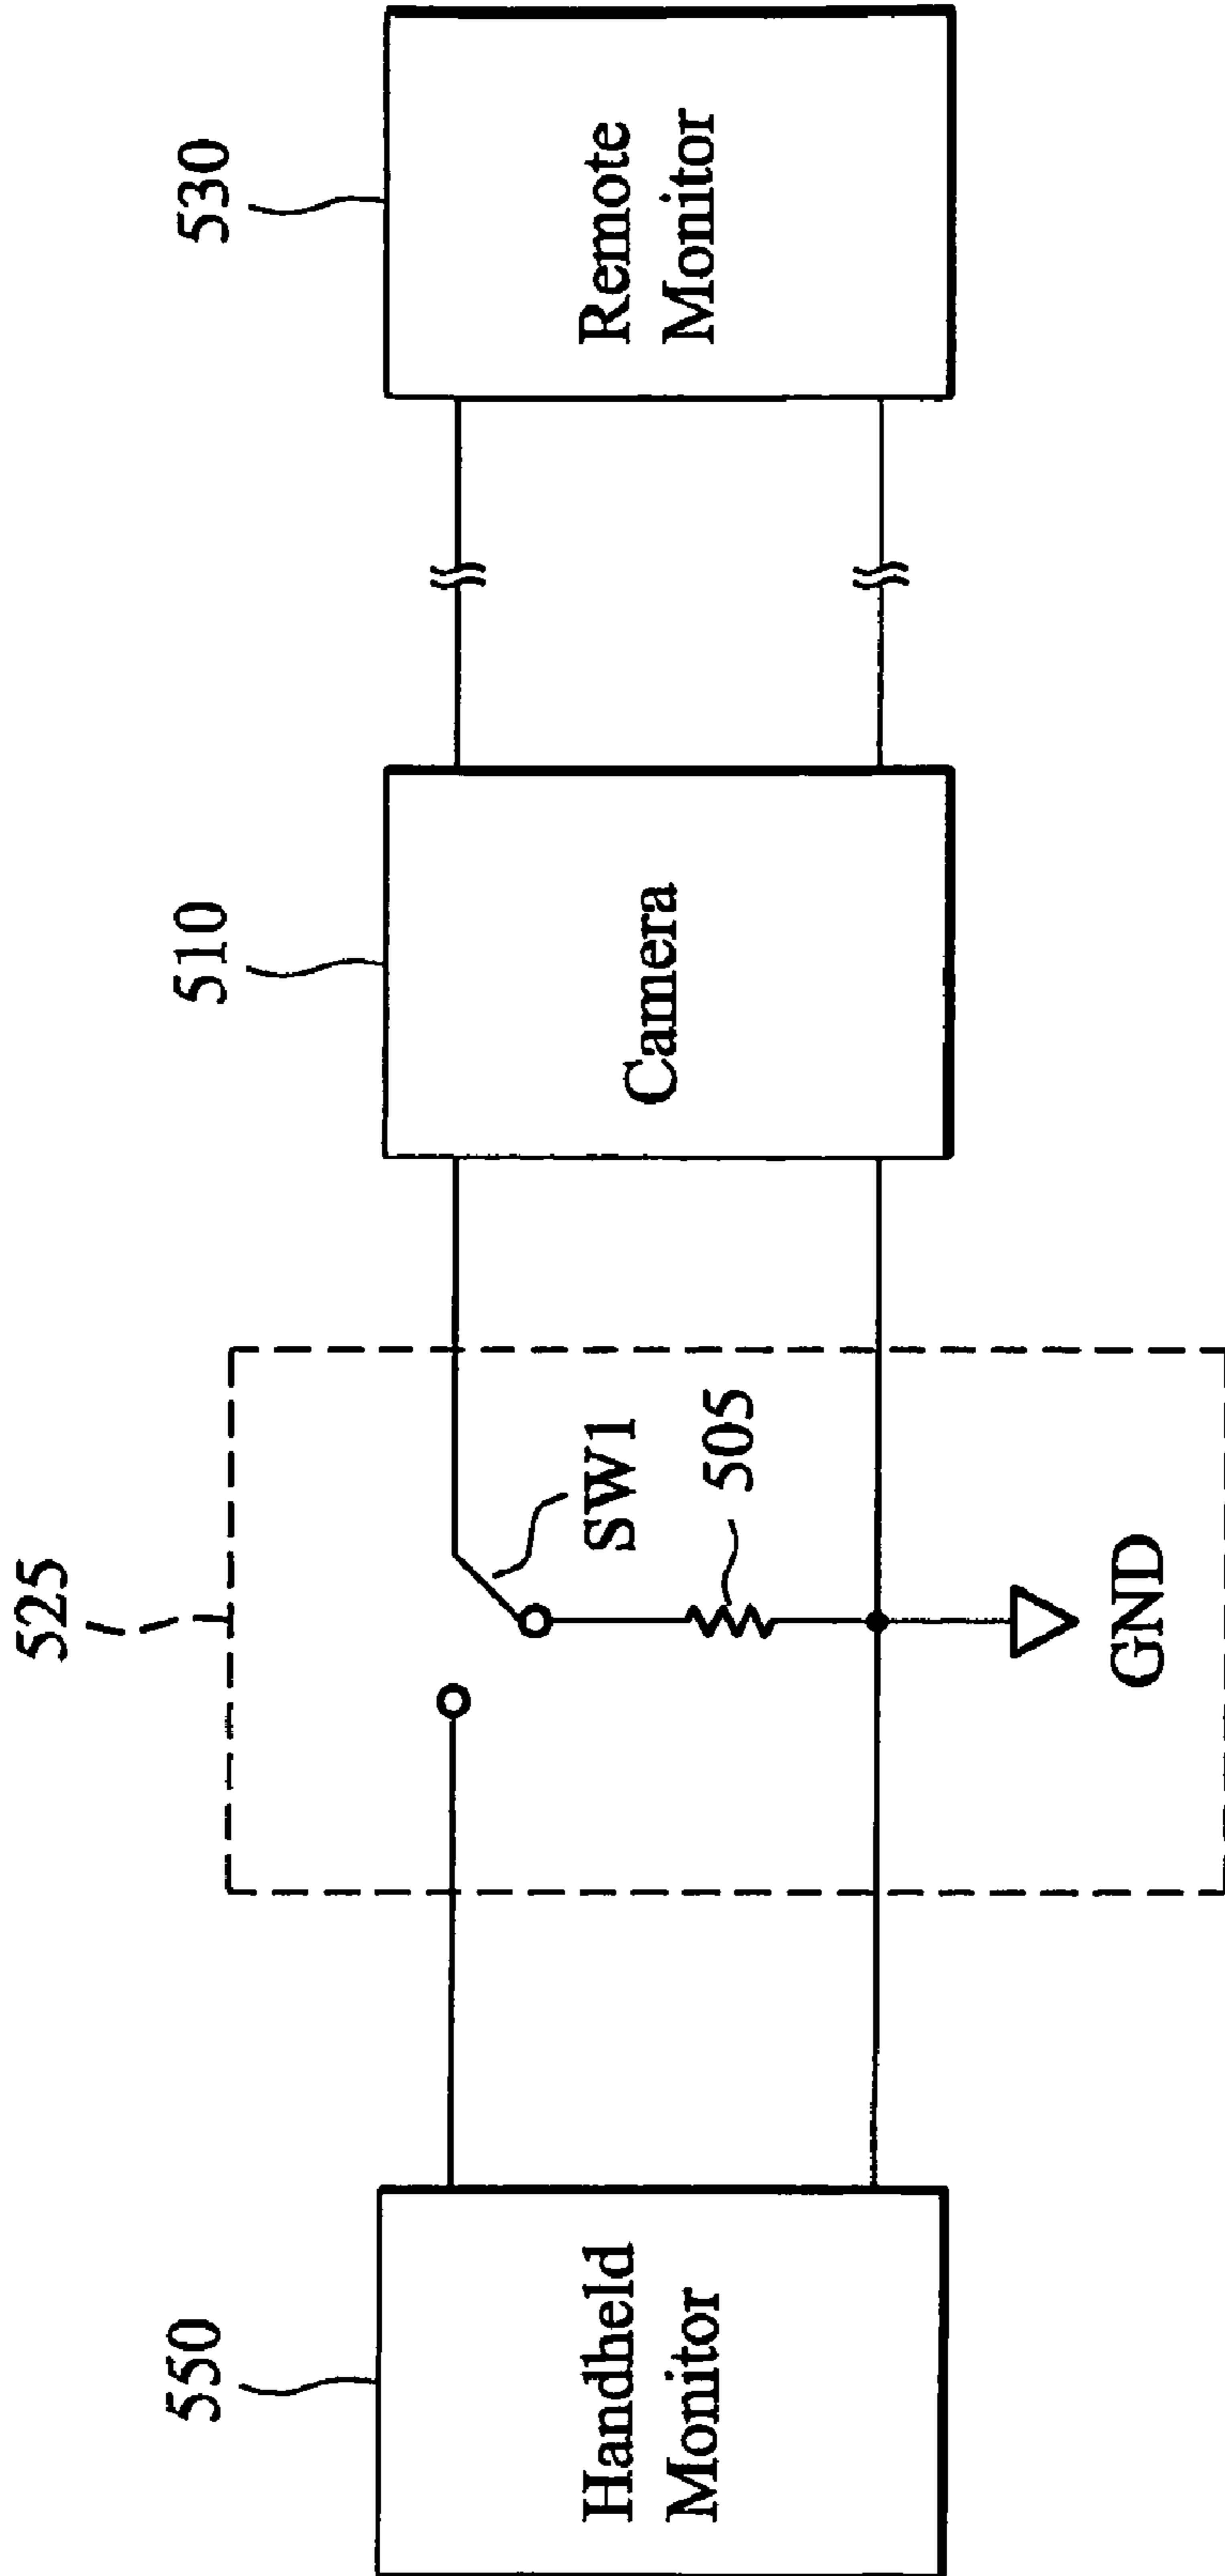 550
525
510
530
Handheld
Monitor
SW1
505
GND
Camera
Remote
Monitor